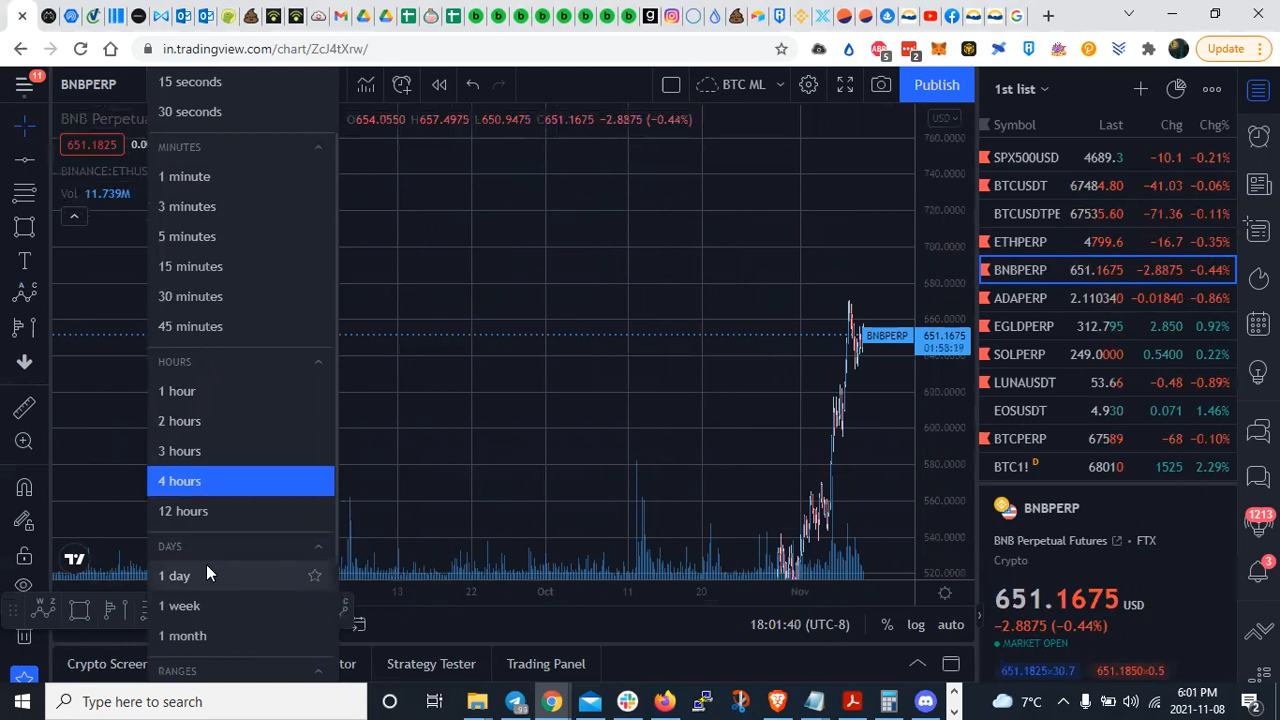 in.tradingview.com/chart/ZcJ4tXrw/
Update
5
2
11
BNBPERP
15 seconds
30 seconds
MINUTES
1 minute
3 minutes
5 minutes
15 minutes
30 minutes
45 minutes
HOURS
1 hour
2 hours
3 hours
4 hours
12 hours
DAYS
1 day
1 week
1 month
RANGES
BNB Perpetual
651.1825
0.0
BINANCE:ETHUS
Vol 11.739M
BTC ML
Publish
O654.0550 H657.4975 L650.9475 C651.1675 −2.8875 (−0.44%)
USD
760.0000
740.0000
720.0000
700.0000
680.0000
660.0000
BNBPERP 651.1675
01:58:19
640.0000
620.0000
600.0000
580.0000
560.0000
540.0000
520.0000
13 22 Oct 11 20 Nov
18:01:40 (UTC-8) % log auto
Crypto Screen
tor
Strategy Tester
Trading Panel
1st list
Symbol Last Chg Chg%
SPX500USD 4689.3 −10.1 −0.21%
BTCUSDT 67484.80 −41.03 −0.06%
BTCUSDTPE 67535.60 −71.36 −0.11%
ETHPERP 4799.6 −16.7 −0.35%
BNBPERP 651.1675 −2.8875 −0.44%
ADAPERP 2.110340 −0.01840 −0.86%
EGLDPERP 312.795 2.850 0.92%
SOLPERP 249.0000 0.5400 0.22%
LUNAUSDT 53.66 −0.48 −0.89%
EOSUSDT 4.930 0.071 1.46%
BTCPERP 67589 −68 −0.10%
BTC1! D 68010 1525 2.29%
BNBPERP
BNB Perpetual Futures • FTX
Crypto
651.1675 USD
−2.8875 (−0.44%)
MARKET OPEN
651.1825×30.7 651.1850×0.5
1213
3
Type here to search
93
7°C
6:01 PM
2021-11-08
2